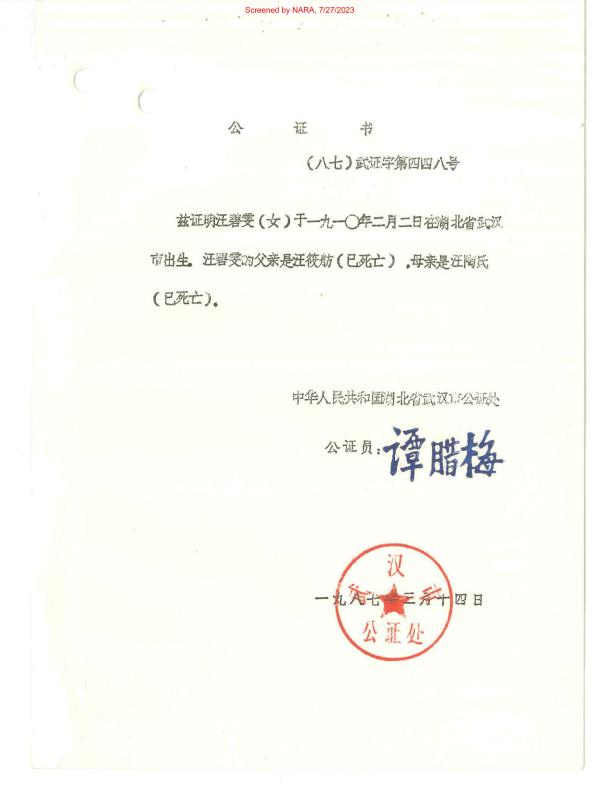 Screened by NARA, 7/27/2023
公 证 书
(八七)武证字第四四八号
兹证明汪碧雯(女)于一九一〇年二月二日在湖北省武汉
市出生。汪碧雯的父亲是汪筱舫(已死亡),母亲是汪陶氏
(已死亡)。
中华人民共和国湖北省武汉市公证处
公证员:谭腊梅
一九八七年三月十四日
武汉市
公证处